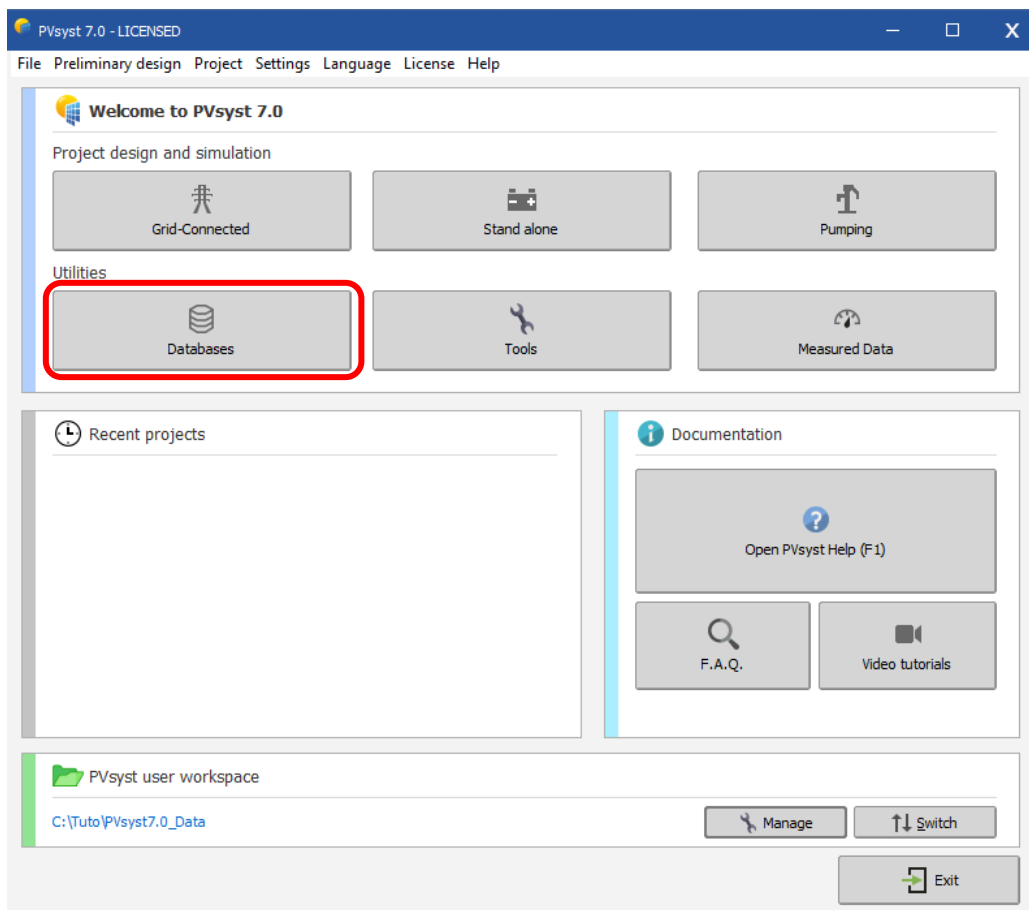 PVsyst 7.0 - LICENSED
File Preliminary design Project Settings Language License Help
Welcome to PVsyst 7.0
Project design and simulation
Grid-Connected
Stand alone
Pumping
Utilities
Databases
Tools
Measured Data
Recent projects
Documentation
Open PVsyst Help (F1)
F.A.Q.
Video tutorials
PVsyst user workspace
C:\Tuto\PVsyst7.0_Data
Manage
Switch
Exit